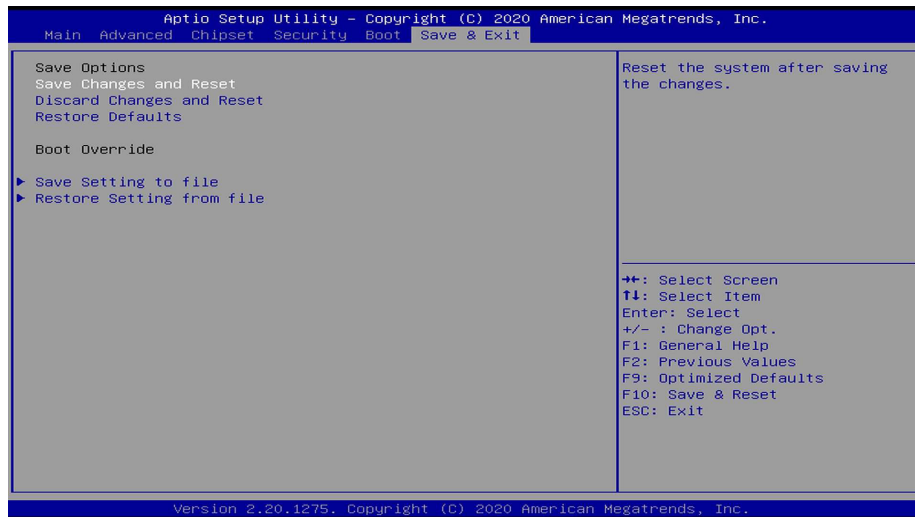 Aptio Setup Utility – Copyright (C) 2020 American Megatrends, Inc.
Main Advanced Chipset Security Boot Save & Exit
Save Options
Save Changes and Reset
Discard Changes and Reset
Restore Defaults
Boot Override
▶ Save Setting to file
▶ Restore Setting from file
Reset the system after saving
the changes.
→←: Select Screen
↑↓: Select Item
Enter: Select
+/– : Change Opt.
F1: General Help
F2: Previous Values
F9: Optimized Defaults
F10: Save & Reset
ESC: Exit
Version 2.20.1275. Copyright (C) 2020 American Megatrends, Inc.